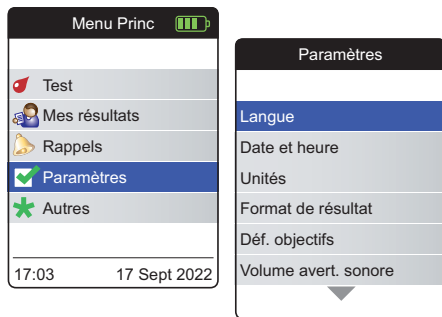 Menu Princ
Test
Mes résultats
Rappels
Paramètres
Autres
17:03 17 Sept 2022
Paramètres
Langue
Date et heure
Unités
Format de résultat
Déf. objectifs
Volume avert. sonore